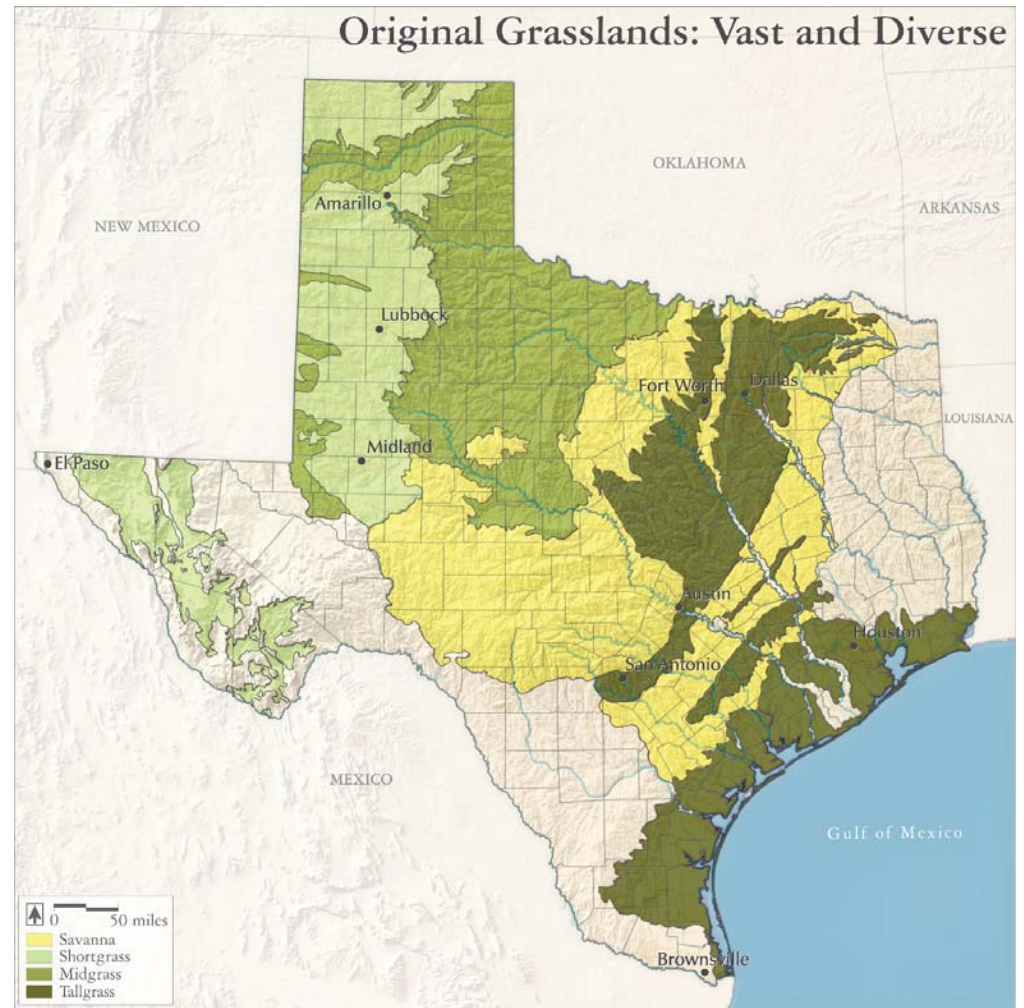 Original Grasslands: Vast and Diverse
OKLAHOMA
Amarillo
ARKANSAS
NEW MEXICO
Lubbock
Fort Worth
Dallas
LOUISIANA
Midland
El Paso
Austin
Houston
San Antonio
MEXICO
Gulf of Mexico
0 50 miles
Savanna
Shortgrass
Midgrass
Tallgrass
Brownsville